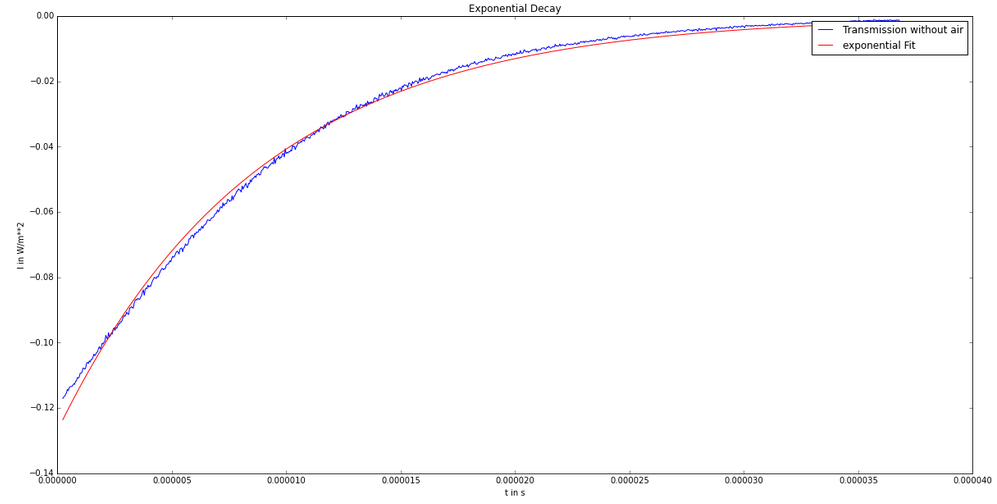 Exponential Decay
Transmission without air
exponential Fit
0.00
−0.02
−0.04
−0.06
−0.08
−0.10
−0.12
−0.14
I in W/m**2
0.000000 0.000005 0.000010 0.000015 0.000020 0.000025 0.000030 0.000035 0.000040
t in s